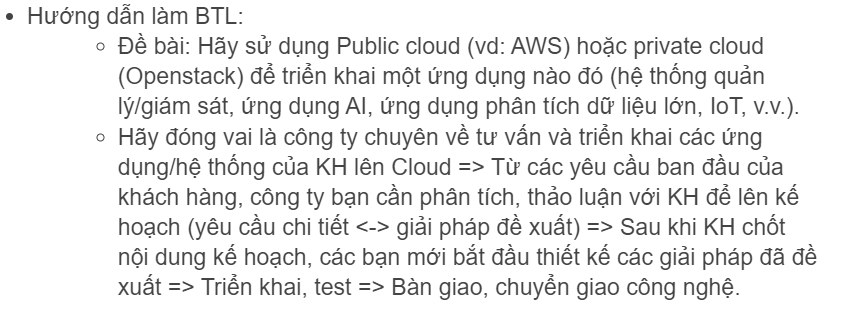 • Hướng dẫn làm BTL:
○ Đề bài: Hãy sử dụng Public cloud (vd: AWS) hoặc private cloud
(Openstack) để triển khai một ứng dụng nào đó (hệ thống quản
lý/giám sát, ứng dụng AI, ứng dụng phân tích dữ liệu lớn, IoT, v.v.).
○ Hãy đóng vai là công ty chuyên về tư vấn và triển khai các ứng
dụng/hệ thống của KH lên Cloud => Từ các yêu cầu ban đầu của
khách hàng, công ty bạn cần phân tích, thảo luận với KH để lên kế
hoạch (yêu cầu chi tiết <-> giải pháp đề xuất) => Sau khi KH chốt
nội dung kế hoạch, các bạn mới bắt đầu thiết kế các giải pháp đã đề
xuất => Triển khai, test => Bàn giao, chuyển giao công nghệ.